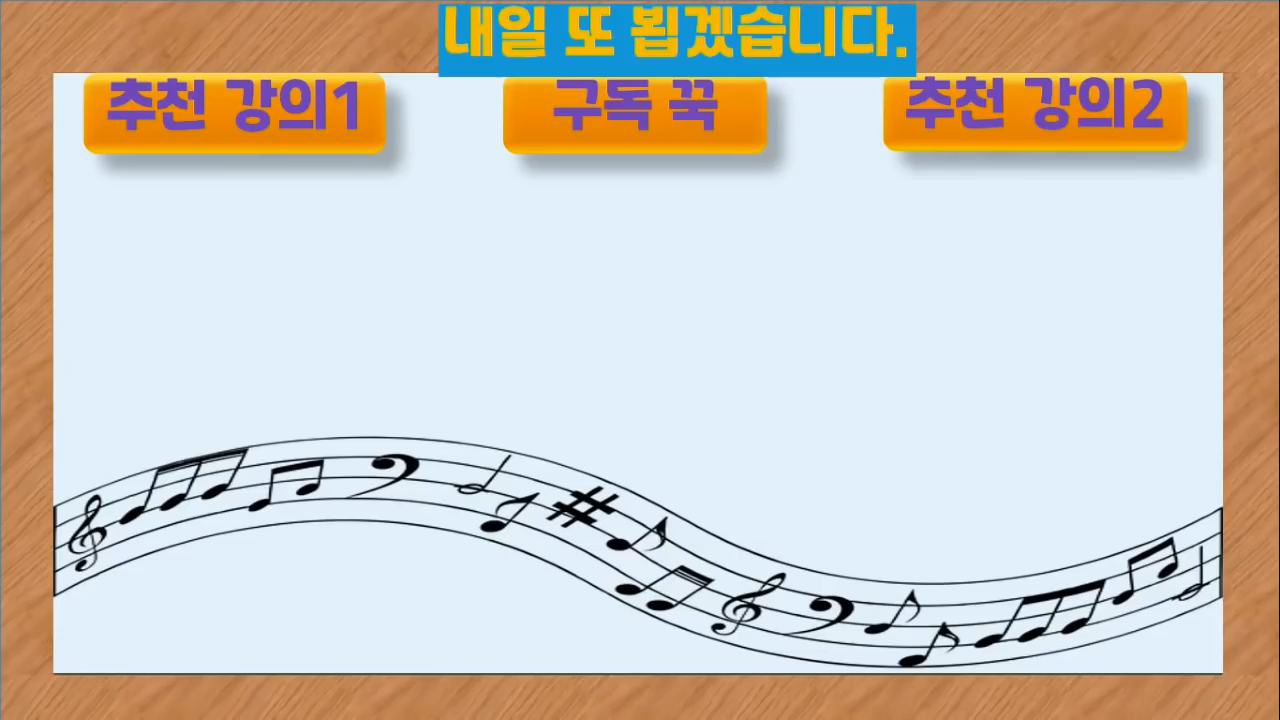 내일 또 뵙겠습니다.
추천 강의1
구독 꾹
추천 강의2